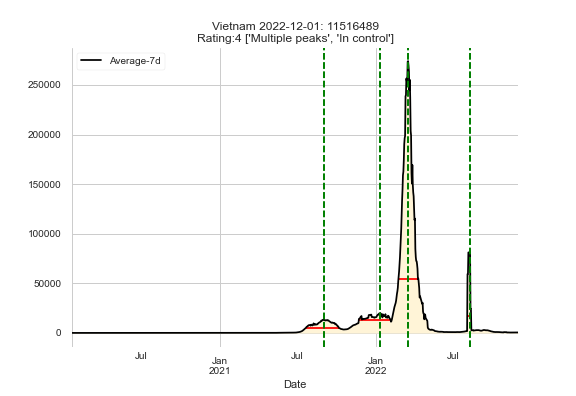 Vietnam 2022-12-01: 11516489
Rating:4 ['Multiple peaks', 'In control']
Average-7d
250000
200000
150000
100000
50000
0
Jul
Jan
2021
Jul
Jan
2022
Jul
Date